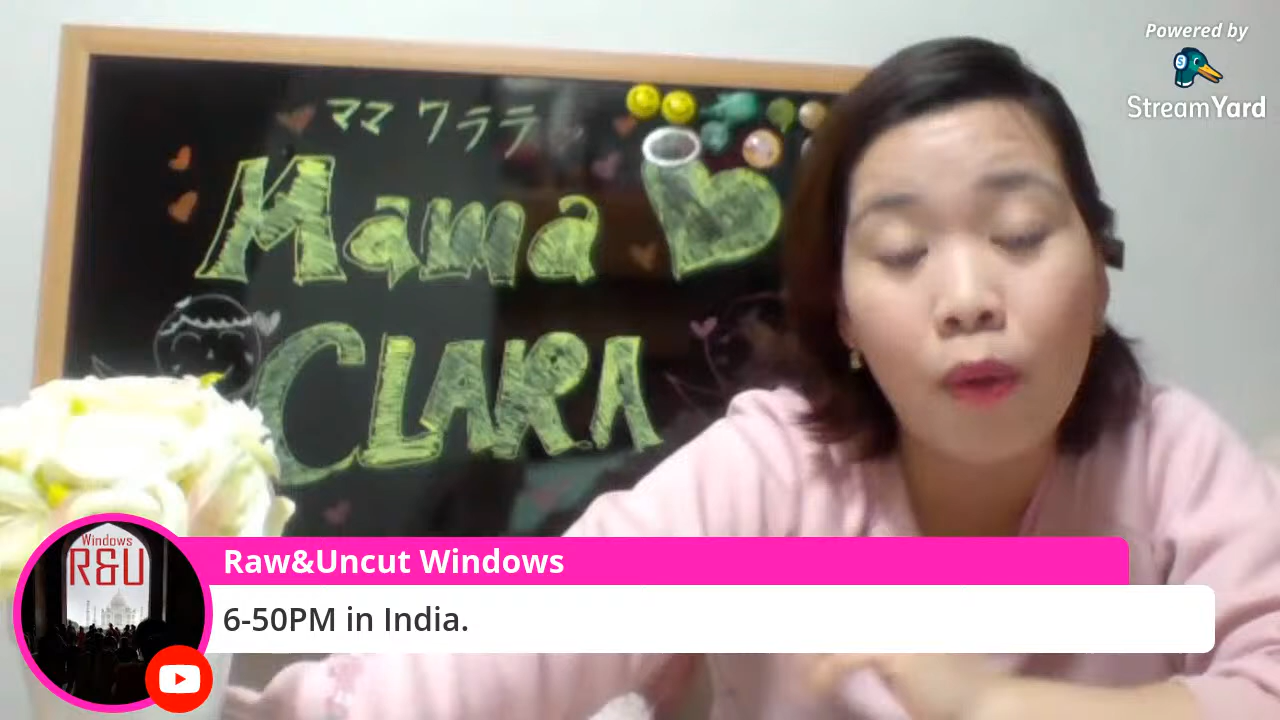 Powered by
StreamYard
ママ クララ
Mama
CLARA
Windows
R&U
Raw&Uncut Windows
6-50PM in India.